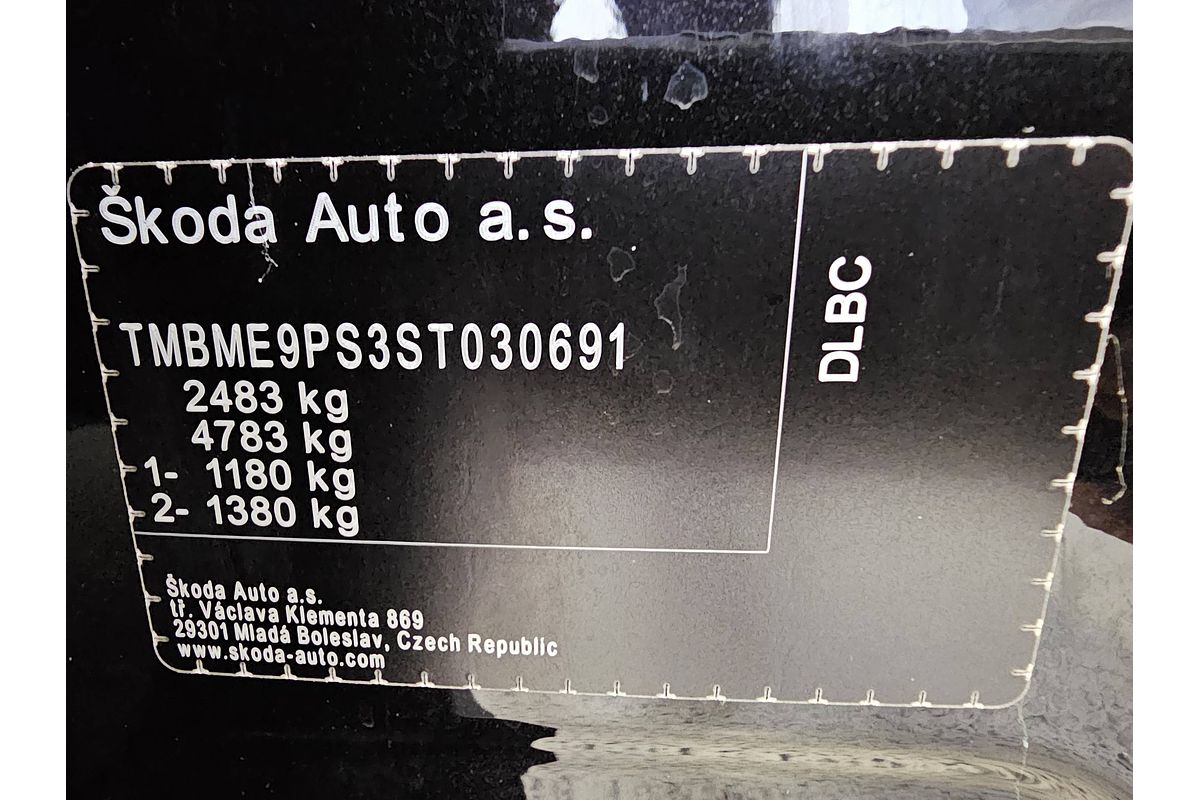 Škoda Auto a.s.
TMBME9PS3ST030691
2483 kg
4783 kg
1- 1180 kg
2- 1380 kg
DLBC
Škoda Auto a.s.
tř. Václava Klementa 869
29301 Mladá Boleslav, Czech Republic
www.skoda-auto.com